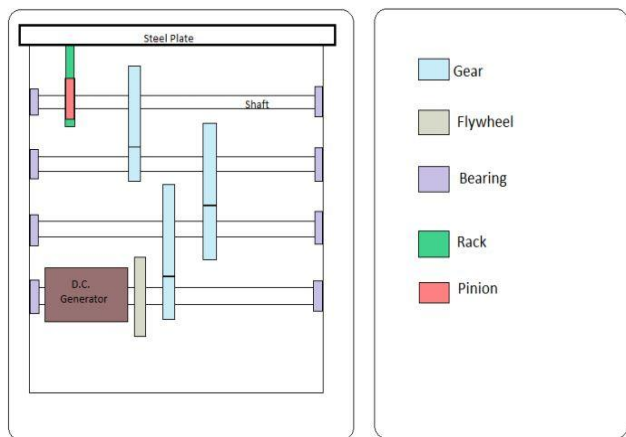 Steel Plate
Shaft
D.C.
Generator
Gear
Flywheel
Bearing
Rack
Pinion